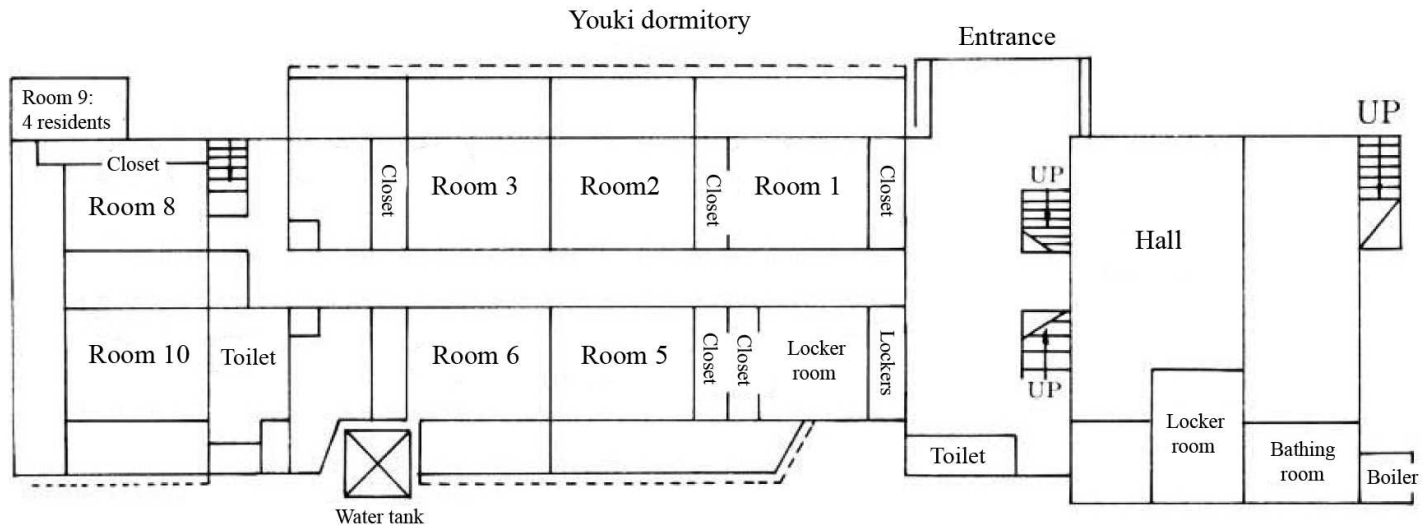 Youki dormitory
Entrance
Room 9:
4 residents
UP
Closet
Room 8
Closet
Room 3
Room2
Closet
Room 1
Closet
UP
Hall
Room 10
Toilet
Room 6
Room 5
Closet
Closet
Locker
room
Lockers
UP
Toilet
Locker
room
Bathing
room
Boiler
Water tank